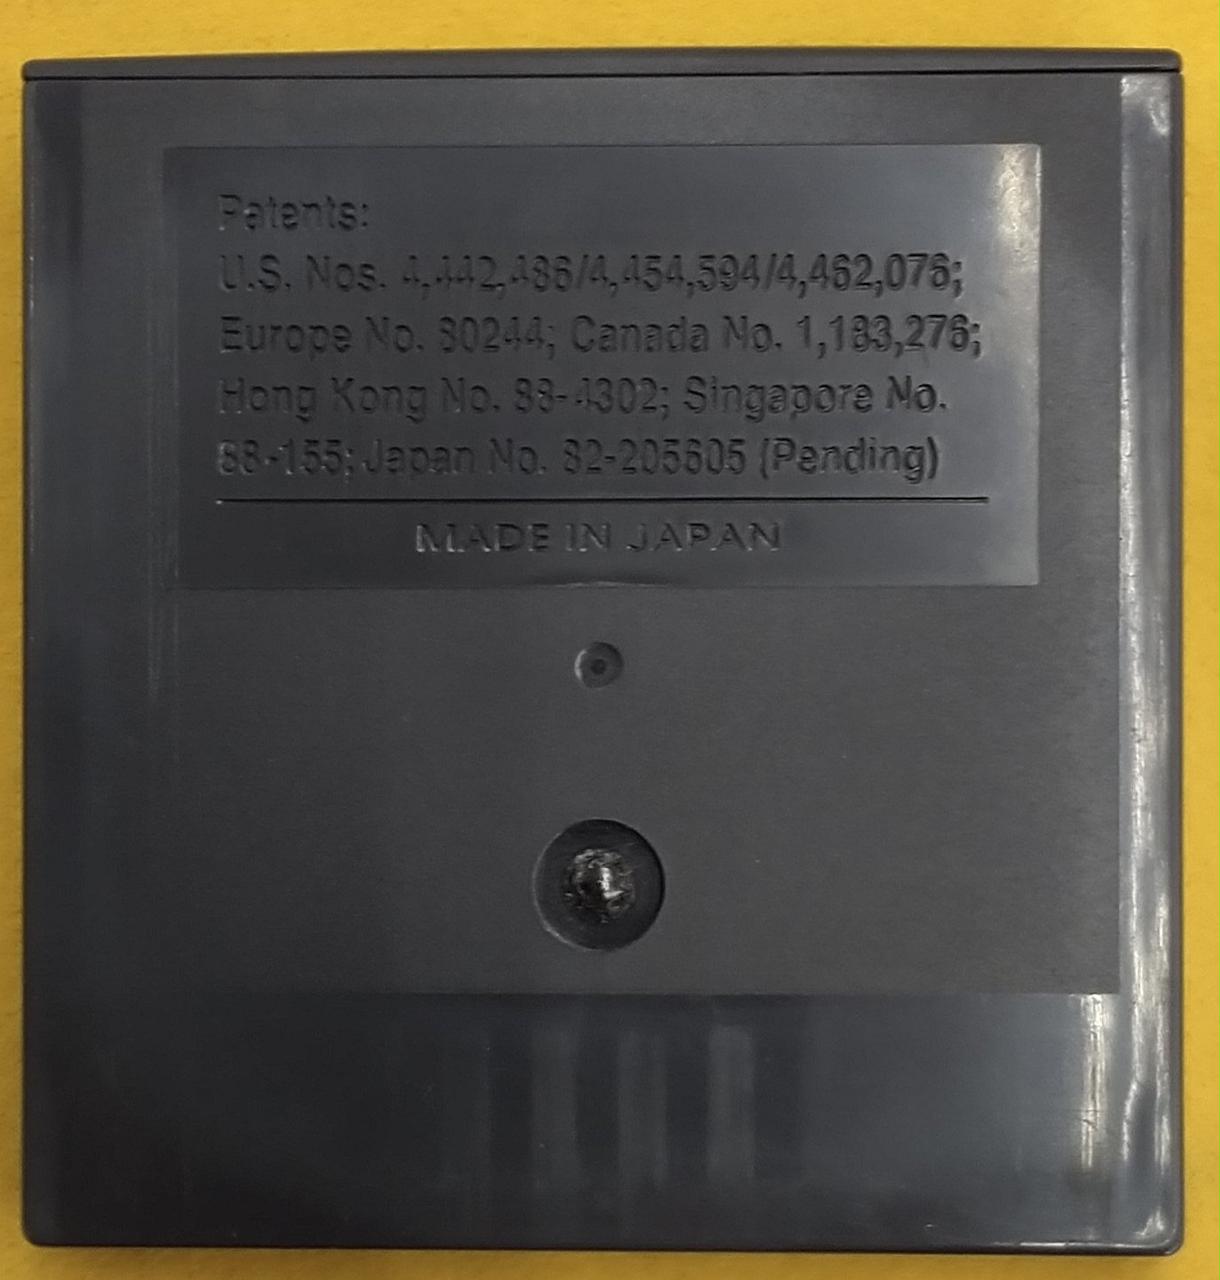 Patents:
U.S. Nos. 4,442,486/4,454,594/4,462,076;
Europe No. 80244; Canada No. 1,183,276;
Hong Kong No. 88-4302; Singapore No.
88-155; Japan No. 82-205605 (Pending)
MADE IN JAPAN